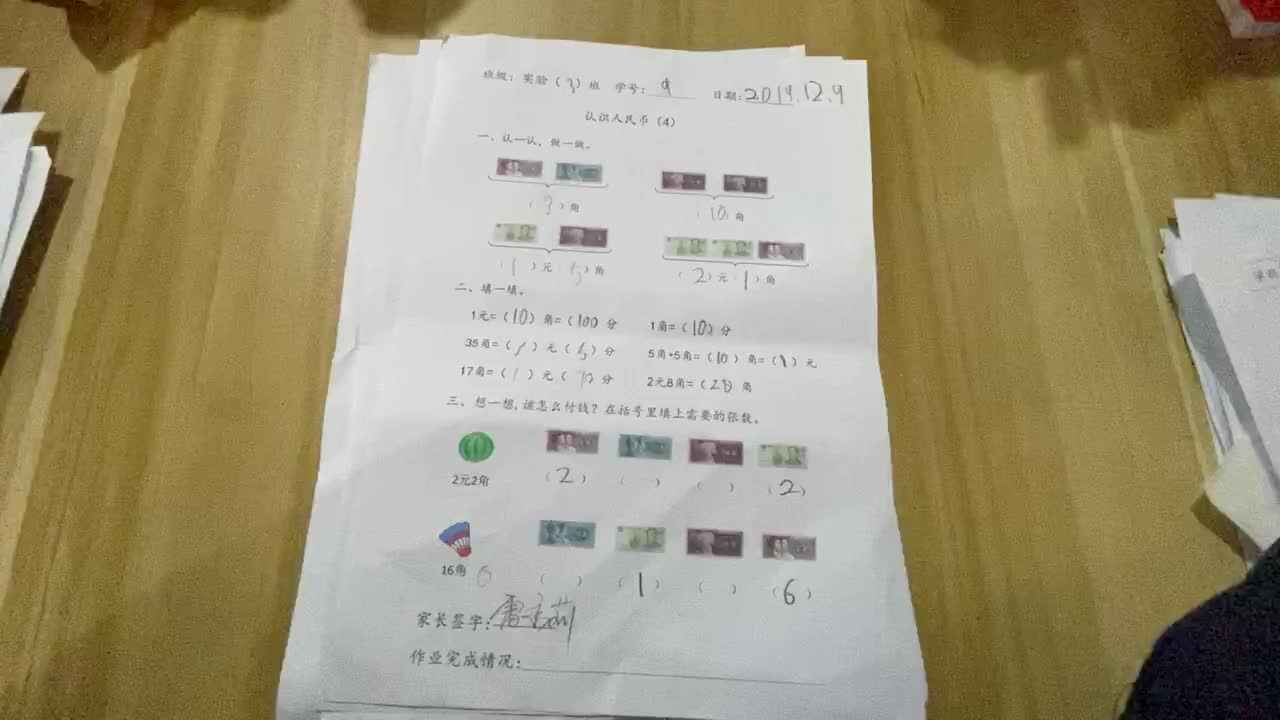 班级：实验（3）班 学号：9 日期：2019.12.9
认识人民币（4）
一、认一认，做一做。
（3）角 （10）角
（1）元（5）角 （2）元（1）角
二、填一填。
1元=（10）角=（100 分 1角=（10）分
35角=（ ）元（5）分 5角+5角=（10）角=（1）元
17角=（1）元（ ）分 2元8角=（28）角
三、想一想，该怎么付钱？在括号里填上需要的张数。
2元2角 （2） （ ） （ ） （2）
16角 （ ） （1） （ ） （6）
家长签字：
作业完成情况：